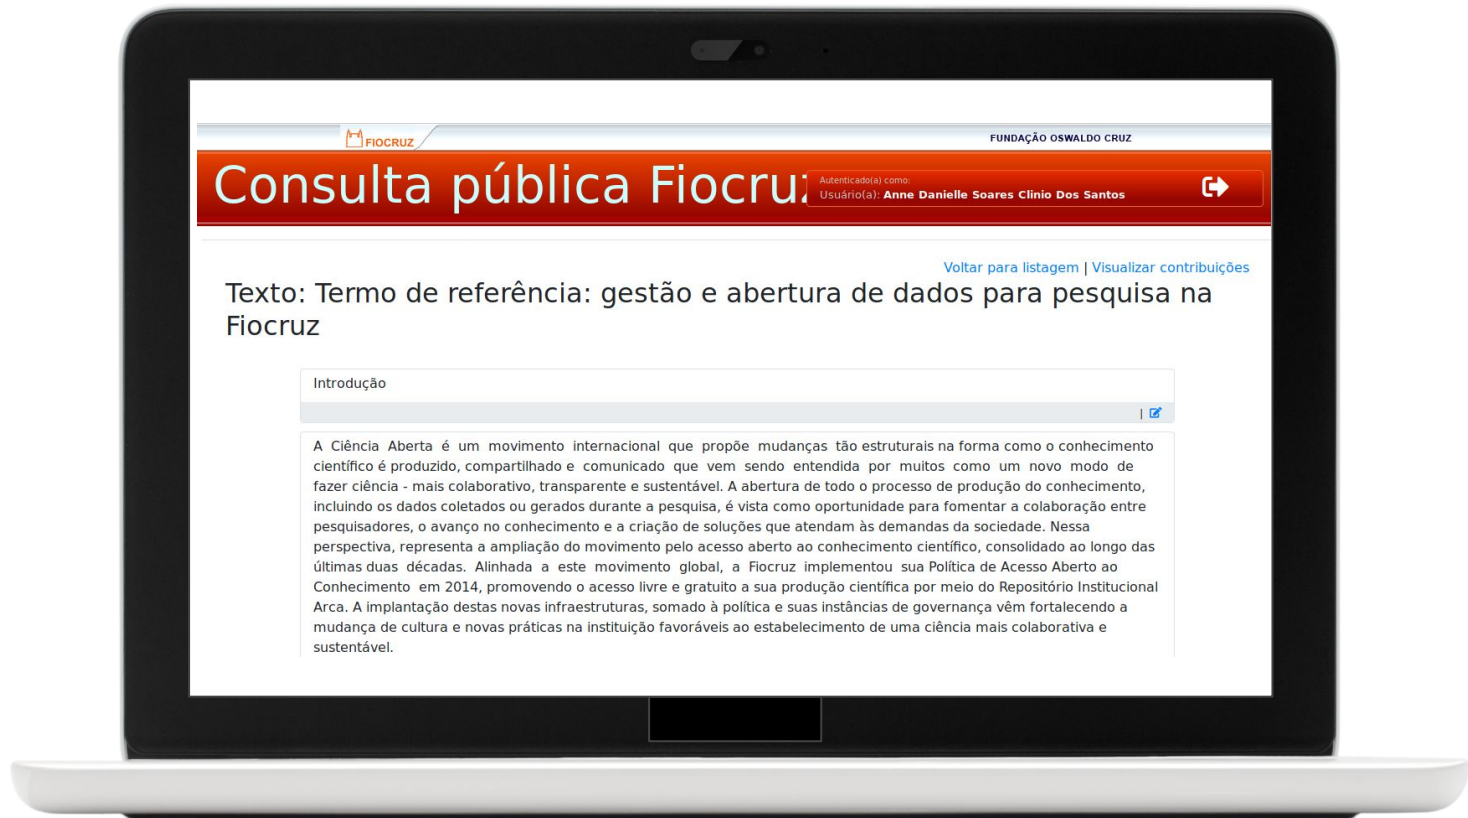 FIOCRUZ
FUNDAÇÃO OSWALDO CRUZ
Consulta pública Fiocruz
Autenticado(a) como:
Usuário(a): Anne Danielle Soares Clinio Dos Santos
Voltar para listagem | Visualizar contribuições
Texto: Termo de referência: gestão e abertura de dados para pesquisa na
Fiocruz
Introdução
|
A Ciência Aberta é um movimento internacional que propõe mudanças tão estruturais na forma como o conhecimento
científico é produzido, compartilhado e comunicado que vem sendo entendida por muitos como um novo modo de
fazer ciência - mais colaborativo, transparente e sustentável. A abertura de todo o processo de produção do conhecimento,
incluindo os dados coletados ou gerados durante a pesquisa, é vista como oportunidade para fomentar a colaboração entre
pesquisadores, o avanço no conhecimento e a criação de soluções que atendam às demandas da sociedade. Nessa
perspectiva, representa a ampliação do movimento pelo acesso aberto ao conhecimento científico, consolidado ao longo das
últimas duas décadas. Alinhada a este movimento global, a Fiocruz implementou sua Política de Acesso Aberto ao
Conhecimento em 2014, promovendo o acesso livre e gratuito a sua produção científica por meio do Repositório Institucional
Arca. A implantação destas novas infraestruturas, somado à política e suas instâncias de governança vêm fortalecendo a
mudança de cultura e novas práticas na instituição favoráveis ao estabelecimento de uma ciência mais colaborativa e
sustentável.